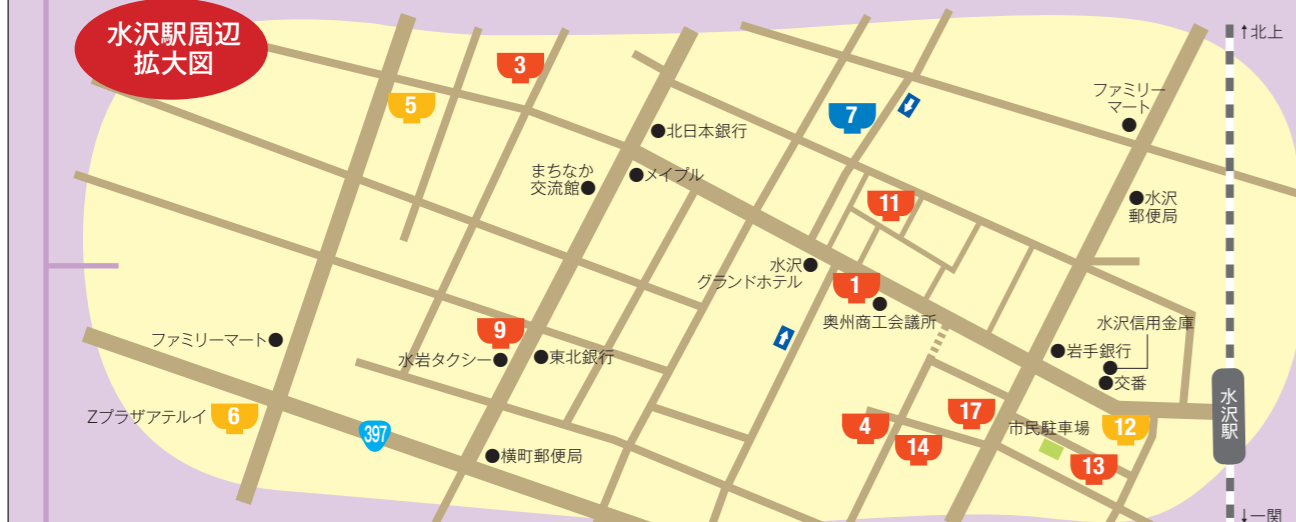 水沢駅周辺
拡大図
↑北上
3
5
ファミリー
マート
7
北日本銀行
まちなか
交流館
メイプル
11
水沢
郵便局
水沢
グランドホテル
1
奥州商工会議所
水沢信用金庫
9
ファミリーマート
水岩タクシー
東北銀行
岩手銀行
交番
Zプラザアテルイ
6
397
4
17
市民駐車場
12
水沢駅
14
横町郵便局
13
↓一関